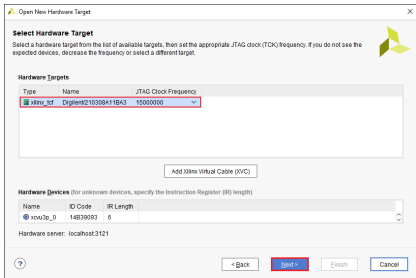 Open New Hardware Target
Select Hardware Target
Select a hardware target from the list of available targets, then set the appropriate JTAG clock (TCK) frequency. If you do not see the
expected devices, decrease the frequency or select a different target.
Hardware Targets
Type Name JTAG Clock Frequency
xilinx_tcf Digilent/210308A11BA3 15000000
Add Xilinx Virtual Cable (XVC)
Hardware Devices (for unknown devices, specify the Instruction Register (IR) length)
Name ID Code IR Length
xcvu3p_0 14B39093 6
Hardware server: localhost:3121
? < Back Next > Finish Cancel